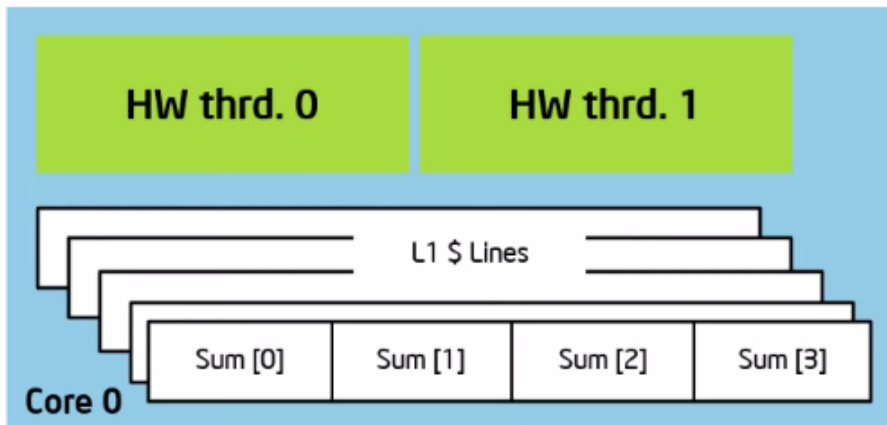 HW thrd. 0
HW thrd. 1
L1 $ Lines
Sum [0]
Sum [1]
Sum [2]
Sum [3]
Core 0